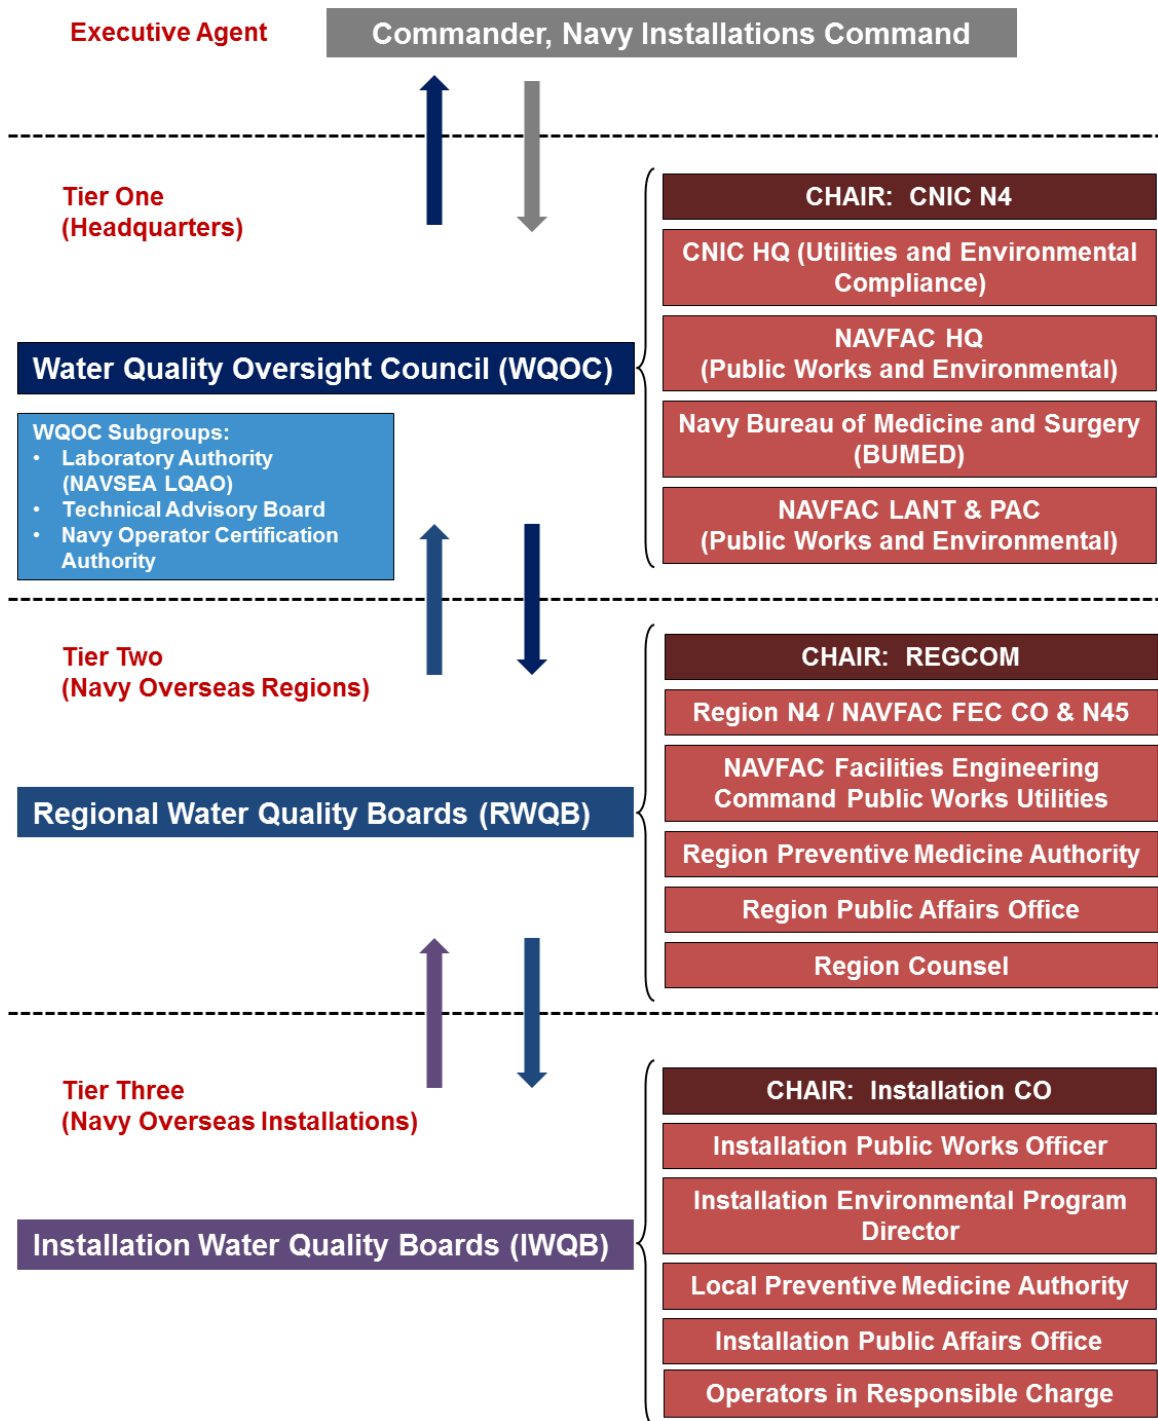 Executive Agent
Commander, Navy Installations Command
Tier One
(Headquarters)
Water Quality Oversight Council (WQOC)
WQOC Subgroups:
• Laboratory Authority
(NAVSEA LQAO)
• Technical Advisory Board
• Navy Operator Certification
Authority
CHAIR: CNIC N4
CNIC HQ (Utilities and Environmental
Compliance)
NAVFAC HQ
(Public Works and Environmental)
Navy Bureau of Medicine and Surgery
(BUMED)
NAVFAC LANT & PAC
(Public Works and Environmental)
Tier Two
(Navy Overseas Regions)
Regional Water Quality Boards (RWQB)
CHAIR: REGCOM
Region N4 / NAVFAC FEC CO & N45
NAVFAC Facilities Engineering
Command Public Works Utilities
Region Preventive Medicine Authority
Region Public Affairs Office
Region Counsel
Tier Three
(Navy Overseas Installations)
Installation Water Quality Boards (IWQB)
CHAIR: Installation CO
Installation Public Works Officer
Installation Environmental Program
Director
Local Preventive Medicine Authority
Installation Public Affairs Office
Operators in Responsible Charge